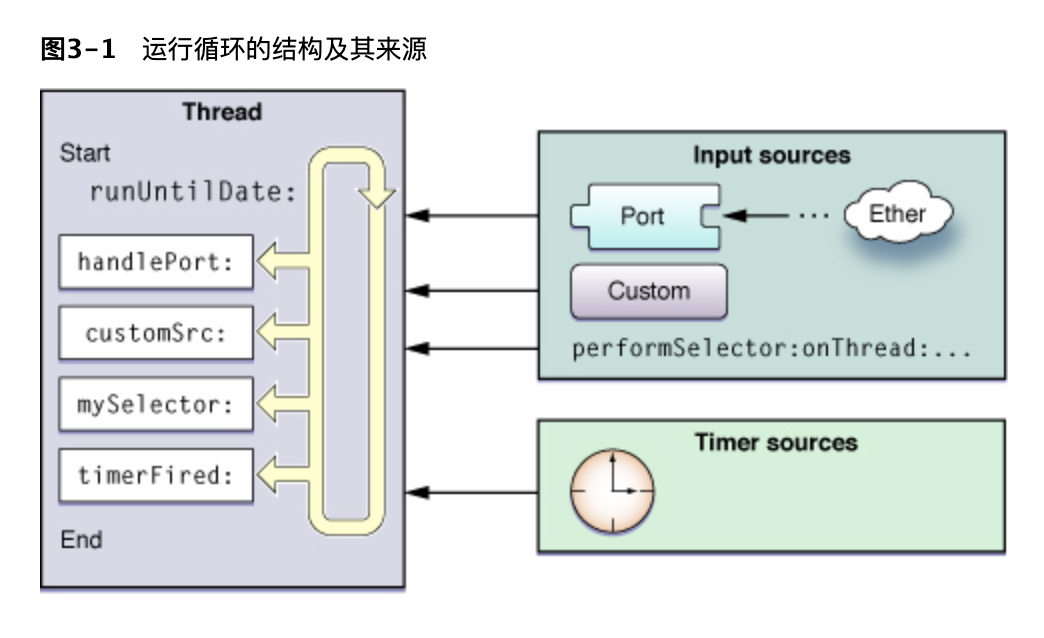 图3-1 运行循环的结构及其来源
Thread
Start
runUntilDate:
handlePort:
customSrc:
mySelector:
timerFired:
End
Input sources
Port
...
Ether
Custom
performSelector:onThread:...
Timer sources